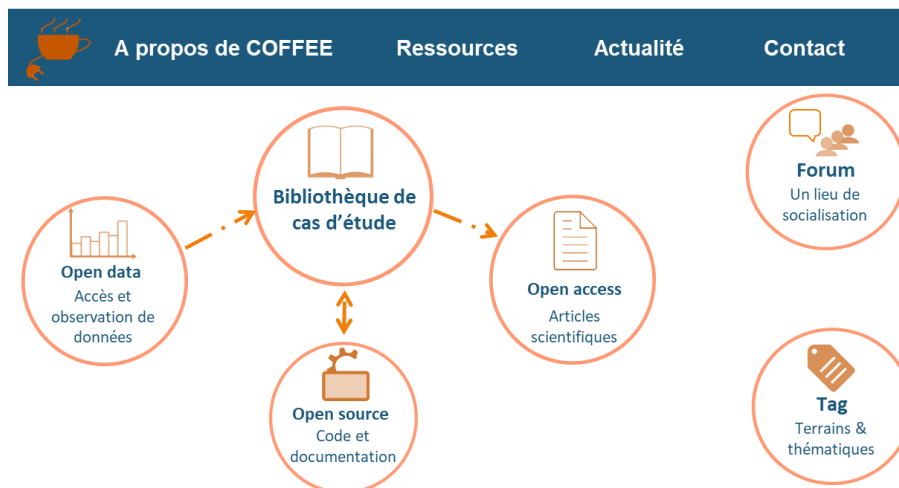 A propos de COFFEE
Ressources
Actualité
Contact
Bibliothèque de
cas d'étude
Open data
Accès et
observation de
données
Open access
Articles
scientifiques
Open source
Code et
documentation
Forum
Un lieu de
socialisation
Tag
Terrains &
thématiques